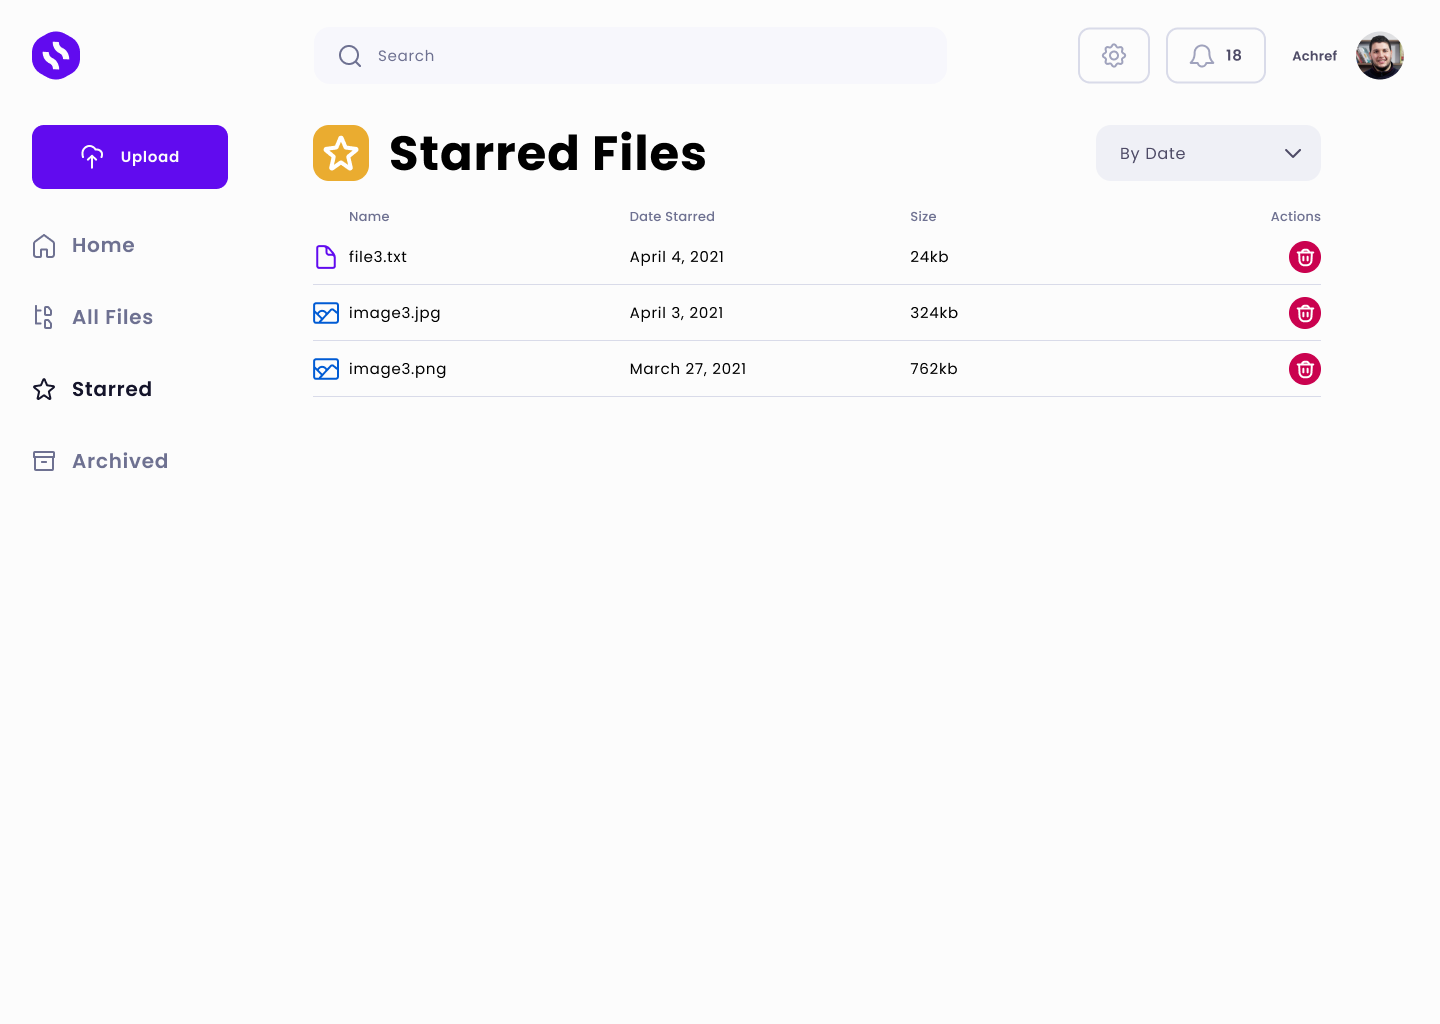 Search
18
Achref
Upload
Starred Files
By Date
Home
All Files
Starred
Archived
Name Date Starred Size Actions
file3.txt April 4, 2021 24kb
image3.jpg April 3, 2021 324kb
image3.png March 27, 2021 762kb